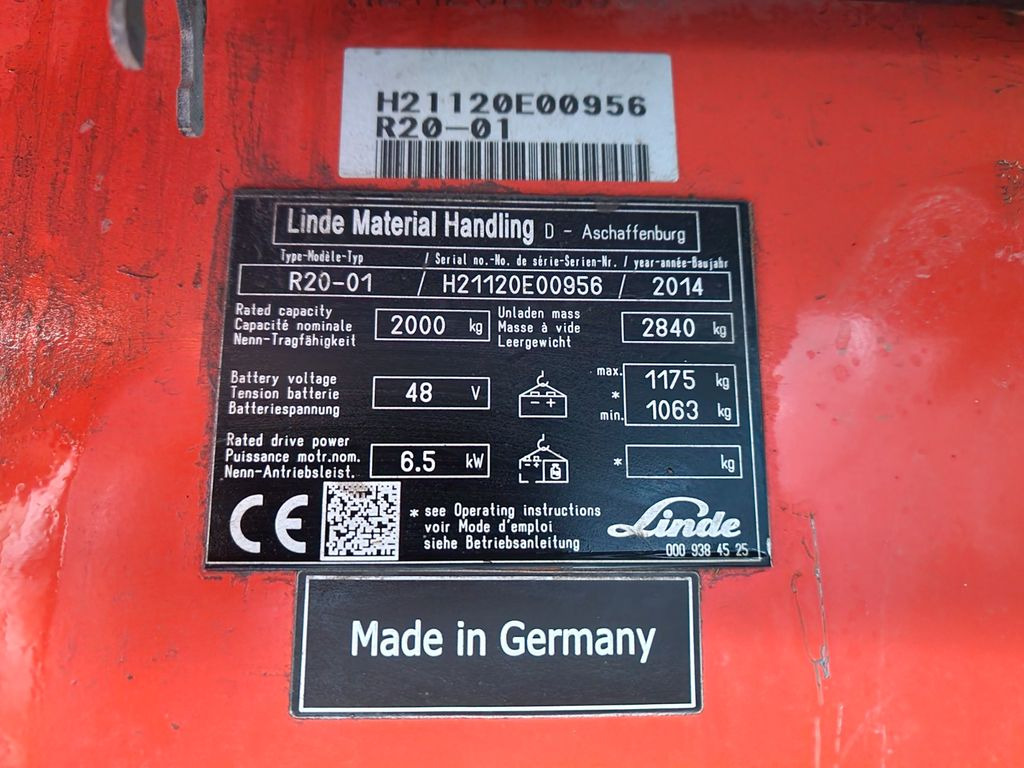 H21120E00956
R20-01
Linde Material Handling D - Aschaffenburg
Type-Modèle-Typ / Serial no.-No. de série-Serien-Nr. / year-année-Baujahr
R20-01 / H21120E00956 / 2014
Rated capacity
Capacité nominale
Nenn-Tragfähigkeit
2000 kg
Unladen mass
Masse à vide
Leergewicht
2840 kg
Battery voltage
Tension batterie
Batteriespannung
48 V
max. 1175 kg
*
min. 1063 kg
Rated drive power
Puissance motr.nom.
Nenn-Antriebsleist.
6.5 kW
* kg
CE
* see Operating instructions
voir Mode d'emploi
siehe Betriebsanleitung
Linde
000 938 45 25
Made in Germany